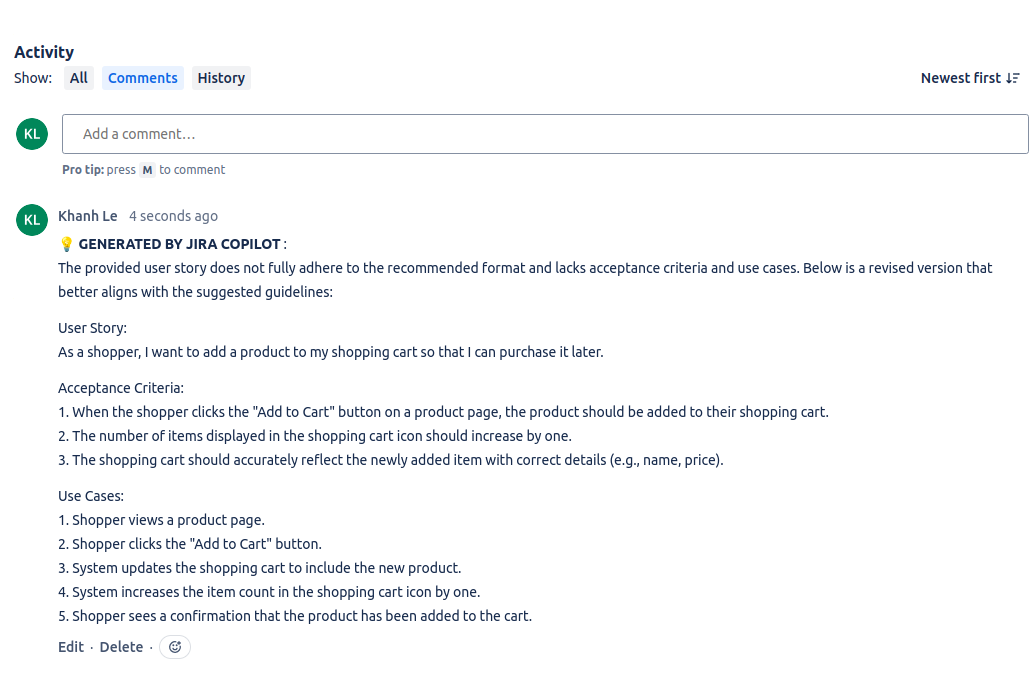 Activity
Show: All Comments History Newest first
KL Add a comment…
Pro tip: press M to comment
KL Khanh Le 4 seconds ago
💡 GENERATED BY JIRA COPILOT :
The provided user story does not fully adhere to the recommended format and lacks acceptance criteria and use cases. Below is a revised version that
better aligns with the suggested guidelines:
User Story:
As a shopper, I want to add a product to my shopping cart so that I can purchase it later.
Acceptance Criteria:
1. When the shopper clicks the "Add to Cart" button on a product page, the product should be added to their shopping cart.
2. The number of items displayed in the shopping cart icon should increase by one.
3. The shopping cart should accurately reflect the newly added item with correct details (e.g., name, price).
Use Cases:
1. Shopper views a product page.
2. Shopper clicks the "Add to Cart" button.
3. System updates the shopping cart to include the new product.
4. System increases the item count in the shopping cart icon by one.
5. Shopper sees a confirmation that the product has been added to the cart.
Edit · Delete ·